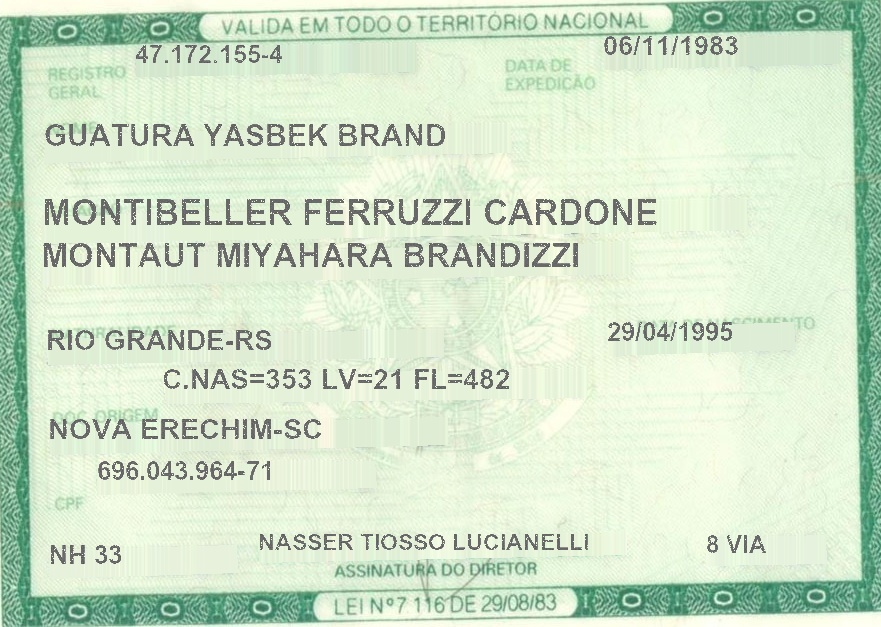 VALIDA EM TODO O TERRITÓRIO NACIONAL
47.172.155-4 06/11/1983
REGISTRO GERAL DATA DE EXPEDIÇÃO
GUATURA YASBEK BRAND
MONTIBELLER FERRUZZI CARDONE
MONTAUT MIYAHARA BRANDIZZI
RIO GRANDE-RS 29/04/1995
C.NAS=353 LV=21 FL=482
DOC ORIGEM
NOVA ERECHIM-SC
696.043.964-71
CPF
NH 33 NASSER TIOSSO LUCIANELLI 8 VIA
ASSINATURA DO DIRETOR
LEI Nº 7.116 DE 29/08/83